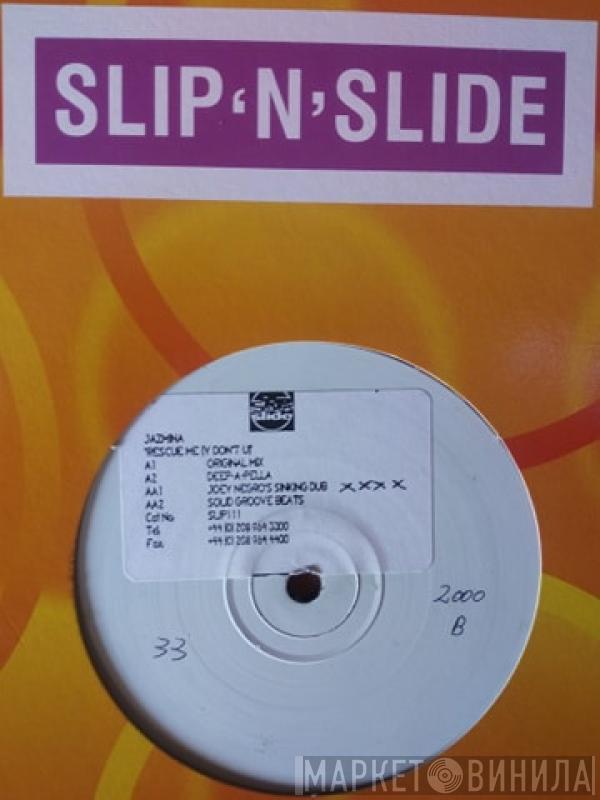 SLIP 'N' SLIDE
slide
JAZMINA
'RESCUE ME (Y DON'T U)'
A1 ORIGINAL MIX
A2 DEEP-A-PELLA
AA1 JOEY NEGRO'S SINKING DUB xxxx
AA2 SOLID GROOVE BEATS
Cat No. SLIP111
Tel: +44 (0) 208 964 3300
Fax: +44 (0) 208 964 4400
2000
B
33
МАРКЕТ ВИНИЛА